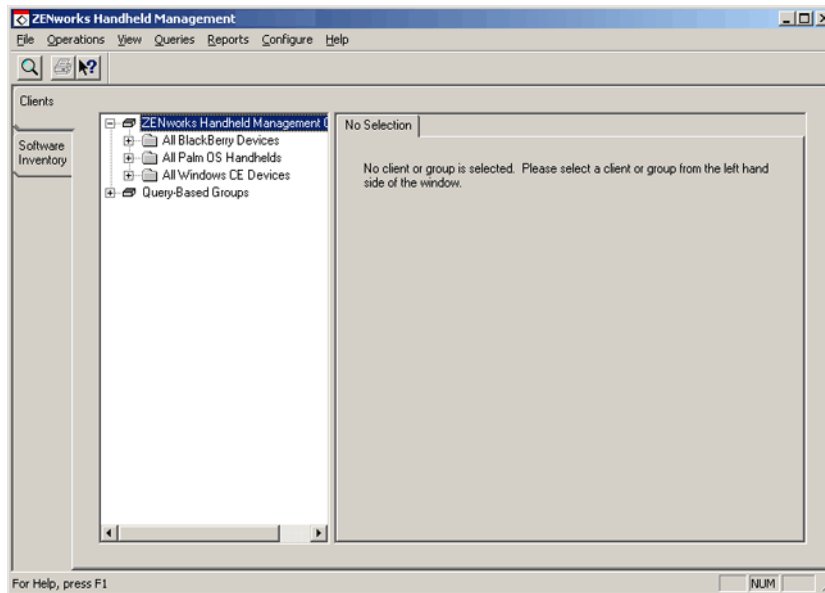 ZENworks Handheld Management
File Operations View Queries Reports Configure Help
Clients
Software
Inventory
ZENworks Handheld Management
All BlackBerry Devices
All Palm OS Handhelds
All Windows CE Devices
Query-Based Groups
No Selection
No client or group is selected. Please select a client or group from the left hand
side of the window.
For Help, press F1
NUM